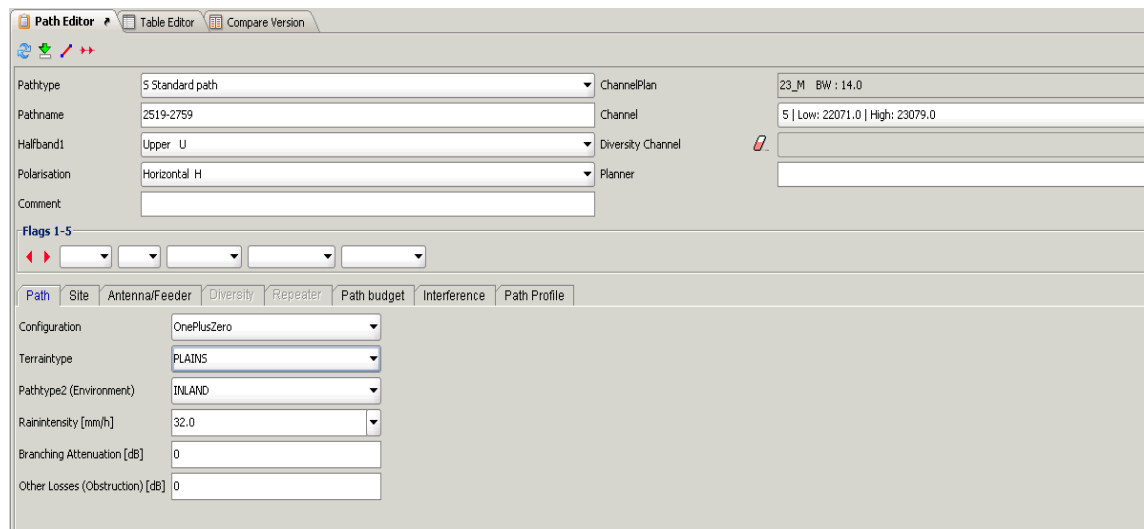 Path Editor Table Editor Compare Version
Pathtype S Standard path ChannelPlan 23_M BW : 14.0
Pathname 2519-2759 Channel 5 | Low: 22071.0 | High: 23079.0
Halfband1 Upper U Diversity Channel
Polarisation Horizontal H Planner
Comment
Flags 1-5
Path Site Antenna/Feeder Diversity Repeater Path budget Interference Path Profile
Configuration OnePlusZero
Terraintype PLAINS
Pathtype2 (Environment) INLAND
Rainintensity [mm/h] 32.0
Branching Attenuation [dB] 0
Other Losses (Obstruction) [dB] 0